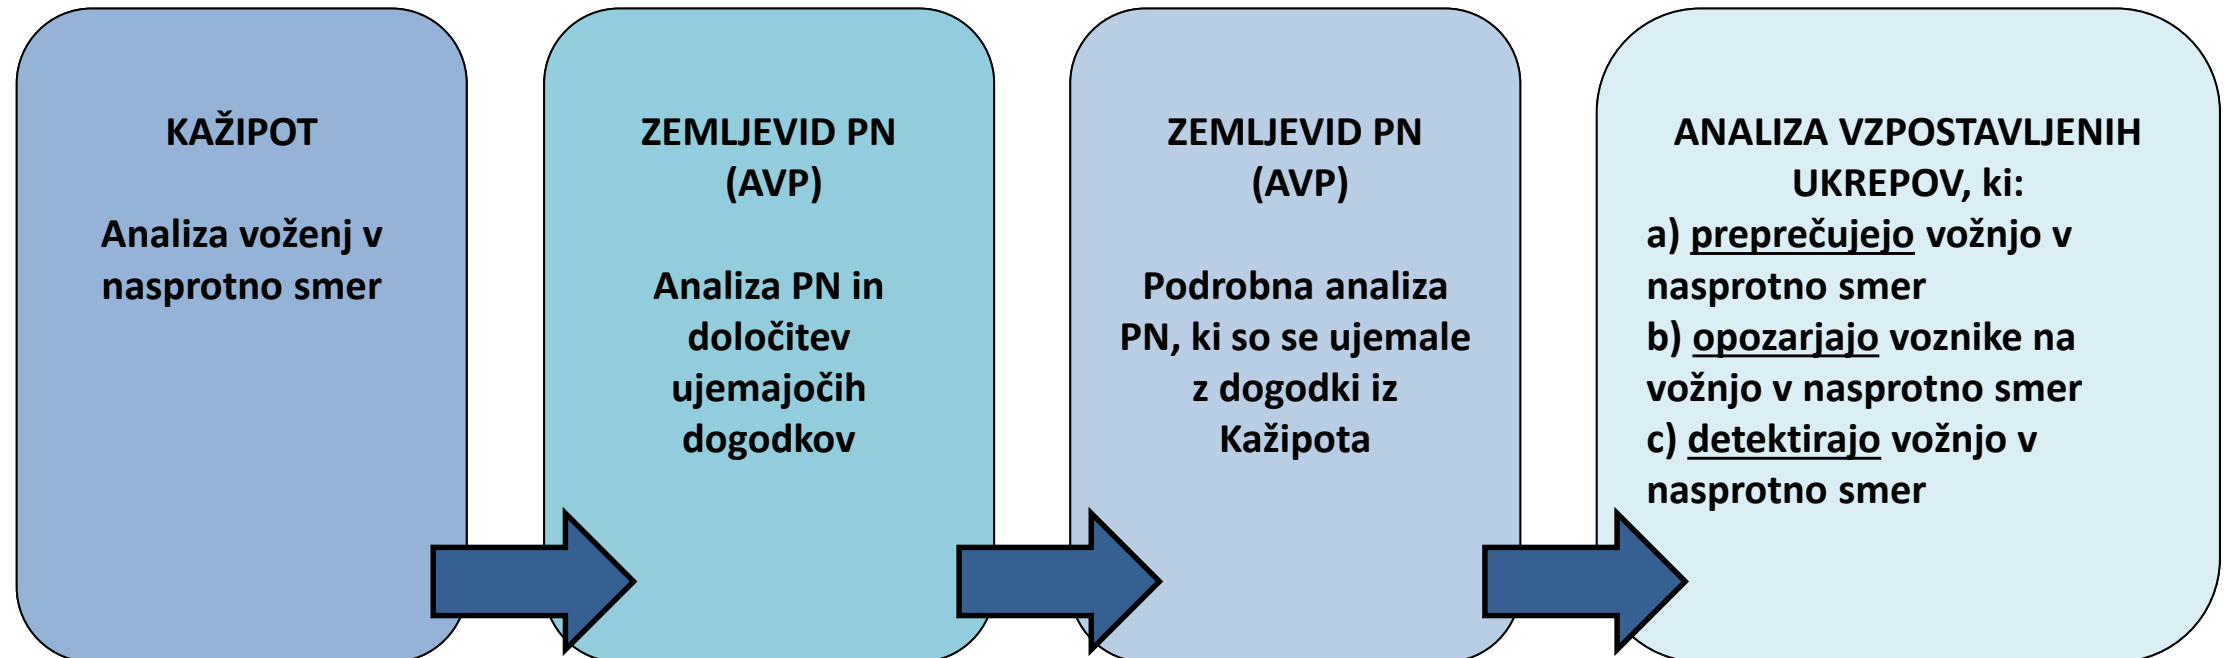 KAŽIPOT
Analiza voženj v
nasprotno smer
ZEMLJEVID PN
(AVP)
Analiza PN in
določitev
ujemajočih
dogodkov
ZEMLJEVID PN
(AVP)
Podrobna analiza
PN, ki so se ujemale
z dogodki iz
Kažipota
ANALIZA VZPOSTAVLJENIH
UKREPOV, ki:
a) preprečujejo vožnjo v
nasprotno smer
b) opozarjajo voznike na
vožnjo v nasprotno smer
c) detektirajo vožnjo v
nasprotno smer